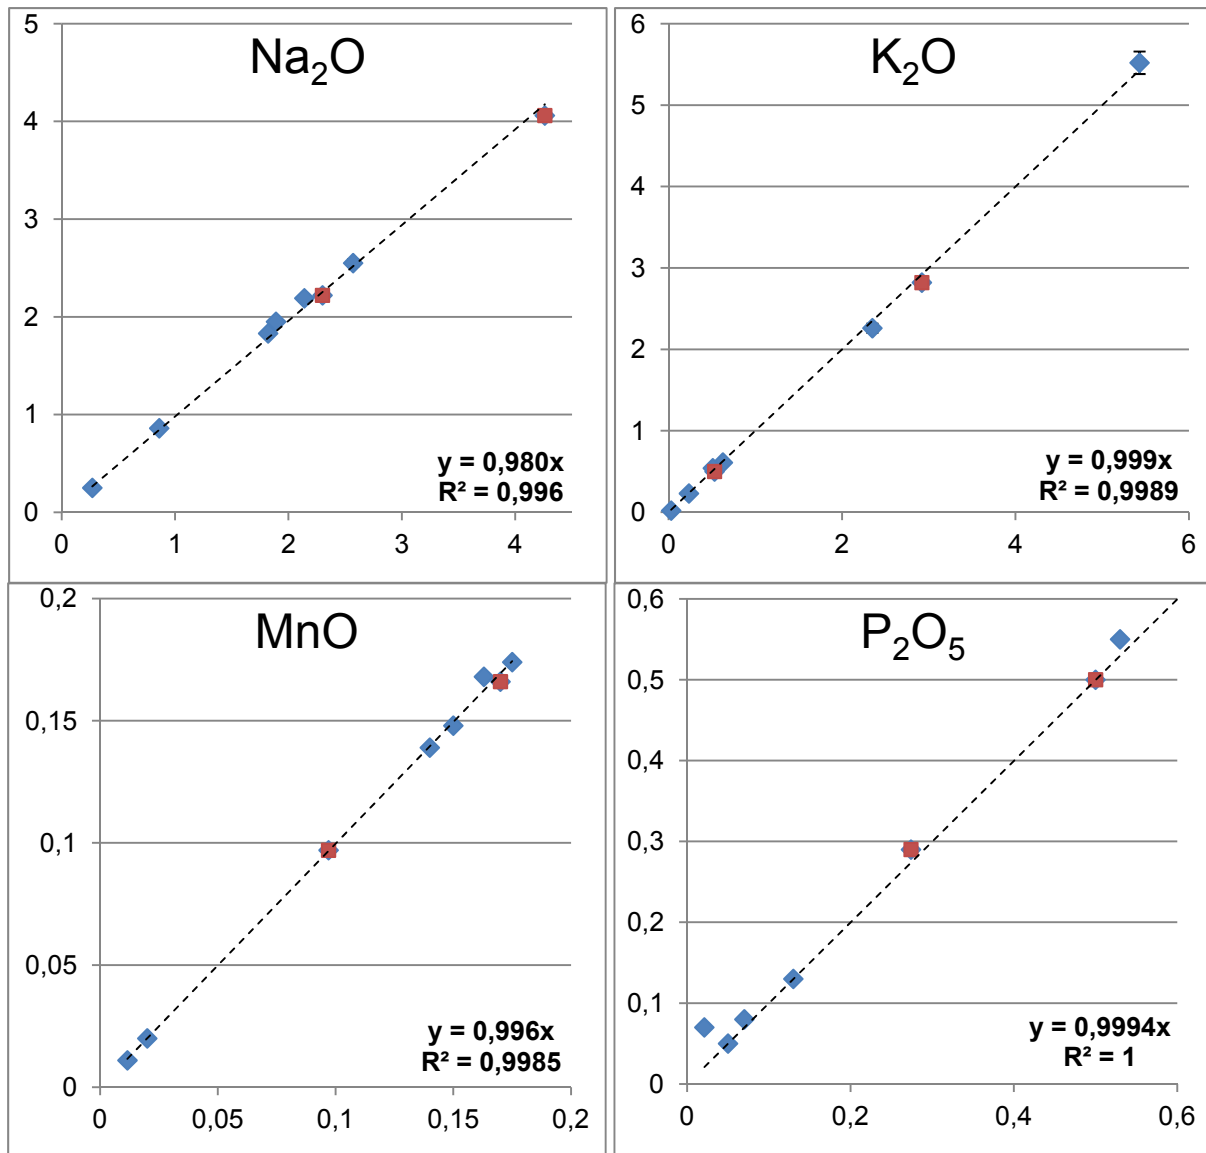 Na₂O
5
4
3
2
1
0
0 1 2 3 4
y = 0,980x
R² = 0,996
K₂O
6
5
4
3
2
1
0
0 2 4 6
y = 0,999x
R² = 0,9989
MnO
0,2
0,15
0,1
0,05
0
0 0,05 0,1 0,15 0,2
y = 0,996x
R² = 0,9985
P₂O₅
0,6
0,5
0,4
0,3
0,2
0,1
0
0 0,2 0,4 0,6
y = 0,9994x
R² = 1